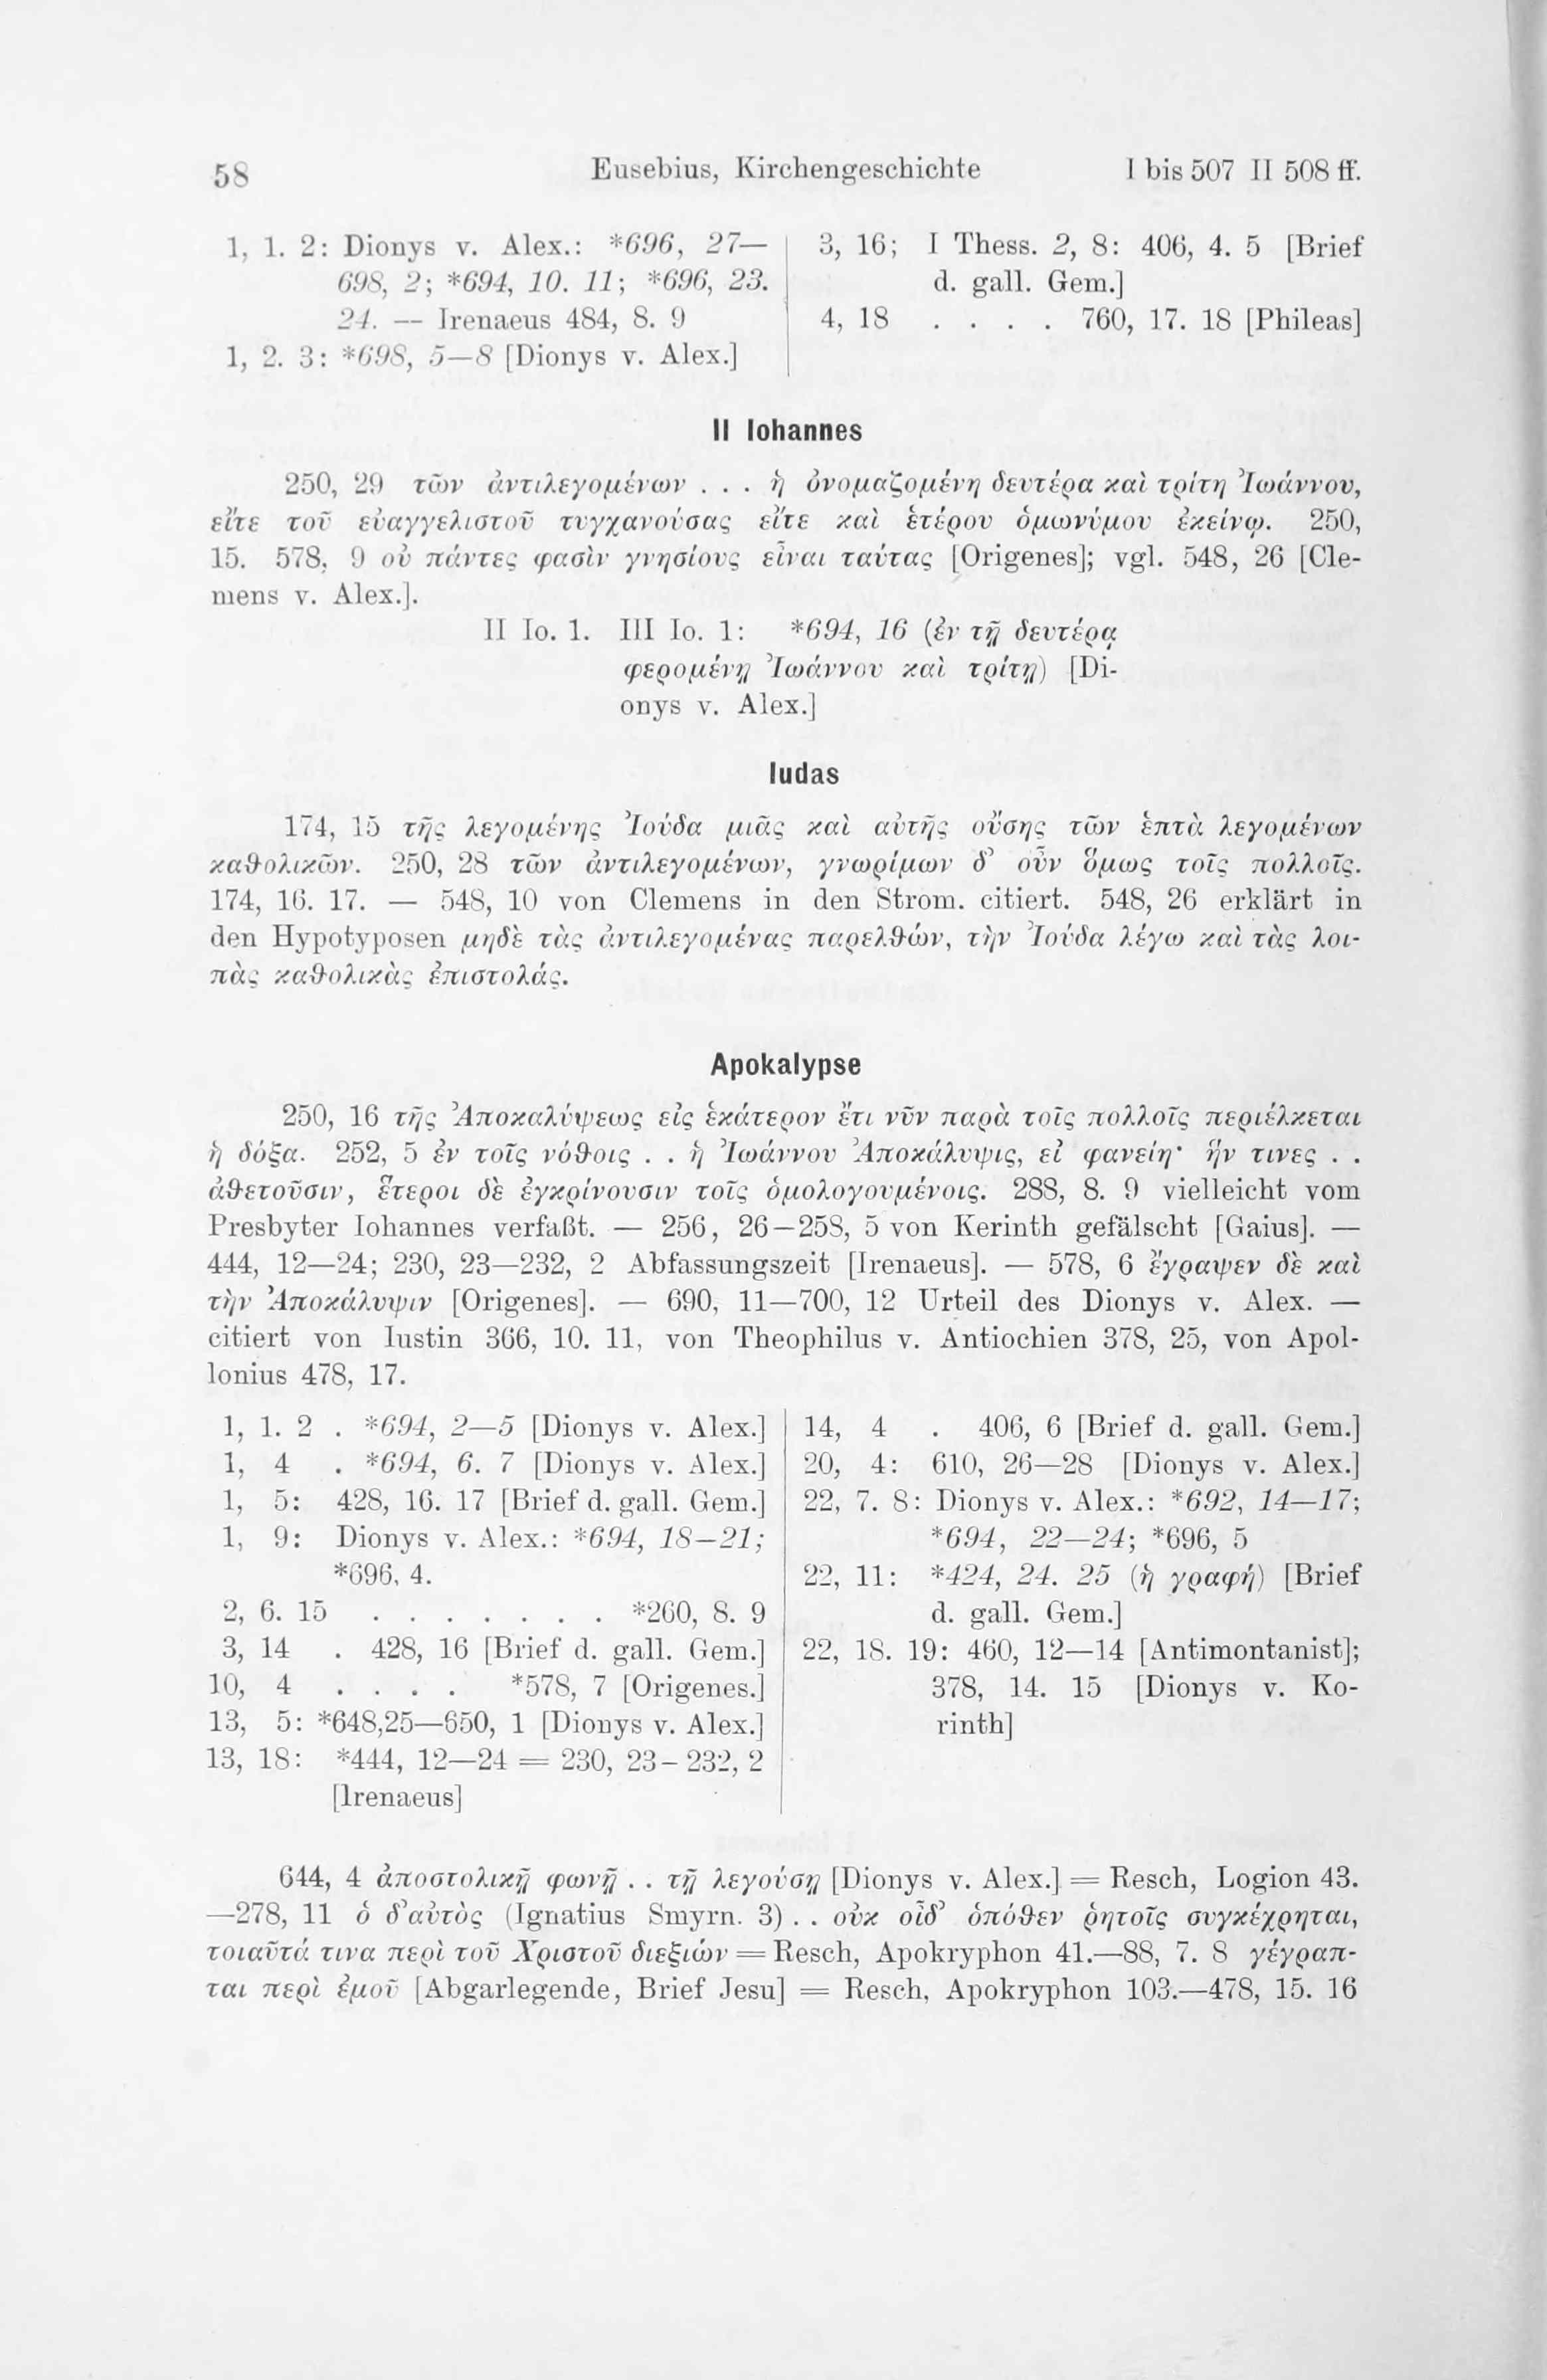 58 Eusebius, Kirchengeschichte I bis 507 II 508 ff.
1, 1. 2: Dionys v. Alex.: *696, 27—
698, 2; *694, 10. 11; *696, 23.
24. — Irenaeus 484, 8. 9
1, 2. 3: *698, 5—8 [Dionys v. Alex.]
3, 16; I Thess. 2, 8: 406, 4. 5 [Brief
d. gall. Gem.]
4, 18 . . . . 760, 17. 18 [Phileas]
II Iohannes
250, 29 τῶν ἀντιλεγομένων . . . ἡ ὀνομαζομένη δευτέρα καὶ τρίτη Ἰωάννου,
εἴτε τοῦ εὐαγγελιστοῦ τυγχανούσας εἴτε καὶ ἑτέρου ὁμωνύμου ἐκείνῳ. 250,
15. 578, 9 οὐ πάντες φασὶν γνησίους εἶναι ταύτας [Origenes]; vgl. 548, 26 [Cle-
mens v. Alex.].
II Io. 1. III Io. 1: *694, 16 (ἐν τῇ δευτέρᾳ
φερομένῃ Ἰωάννου καὶ τρίτῃ) [Di-
onys v. Alex.]
Iudas
174, 15 τῆς λεγομένης Ἰούδα μιᾶς καὶ αὐτῆς οὔσης τῶν ἑπτὰ λεγομένων
καθολικῶν. 250, 28 τῶν ἀντιλεγομένων, γνωρίμων δ’ οὖν ὅμως τοῖς πολλοῖς.
174, 16. 17. — 548, 10 von Clemens in den Strom. citiert. 548, 26 erklärt in
den Hypotyposen μηδὲ τὰς ἀντιλεγομένας παρελθών, τὴν Ἰούδα λέγω καὶ τὰς λοι-
πὰς καθολικὰς ἐπιστολάς.
Apokalypse
250, 16 τῆς Ἀποκαλύψεως εἰς ἑκάτερον ἔτι νῦν παρὰ τοῖς πολλοῖς περιέλκεται
ἡ δόξα. 252, 5 ἐν τοῖς νόθοις . . ἡ Ἰωάννου Ἀποκάλυψις, εἰ φανείη· ἥν τινες . .
ἀθετοῦσιν, ἕτεροι δὲ ἐγκρίνουσιν τοῖς ὁμολογουμένοις. 288, 8. 9 vielleicht vom
Presbyter Iohannes verfaßt. — 256, 26—258, 5 von Kerinth gefälscht [Gaius]. —
444, 12—24; 230, 23—232, 2 Abfassungszeit [Irenaeus]. — 578, 6 ἔγραψεν δὲ καὶ
τὴν Ἀποκάλυψιν [Origenes]. — 690, 11—700, 12 Urteil des Dionys v. Alex. —
citiert von Iustin 366, 10. 11, von Theophilus v. Antiochien 378, 25, von Apol-
lonius 478, 17.
1, 1. 2 . *694, 2—5 [Dionys v. Alex.]
1, 4 . *694, 6. 7 [Dionys v. Alex.]
1, 5: 428, 16. 17 [Brief d. gall. Gem.]
1, 9: Dionys v. Alex.: *694, 18—21;
*696, 4.
2, 6. 15 . . . . . . . *260, 8. 9
3, 14 . 428, 16 [Brief d. gall. Gem.]
10, 4 . . . . *578, 7 [Origenes.]
13, 5: *648,25—650, 1 [Dionys v. Alex.]
13, 18: *444, 12—24 = 230, 23—232, 2
[Irenaeus]
14, 4 . 406, 6 [Brief d. gall. Gem.]
20, 4: 610, 26—28 [Dionys v. Alex.]
22, 7. 8: Dionys v. Alex.: *692, 14—17;
*694, 22—24; *696, 5
22, 11: *424, 24. 25 (ἡ γραφή) [Brief
d. gall. Gem.]
22, 18. 19: 460, 12—14 [Antimontanist];
378, 14. 15 [Dionys v. Ko-
rinth]
644, 4 ἀποστολικῇ φωνῇ . . τῇ λεγούσῃ [Dionys v. Alex.] = Resch, Logion 43.
—278, 11 ὁ δ’αὐτὸς (Ignatius Smyrn. 3) . . οὐκ οἶδ’ ὁπόθεν ῥητοῖς συγκέχρηται,
τοιαῦτά τινα περὶ τοῦ Χριστοῦ διεξιών = Resch, Apokryphon 41.—88, 7. 8 γέγραπ-
ται περὶ ἐμοῦ [Abgarlegende, Brief Jesu] = Resch, Apokryphon 103.—478, 15. 16